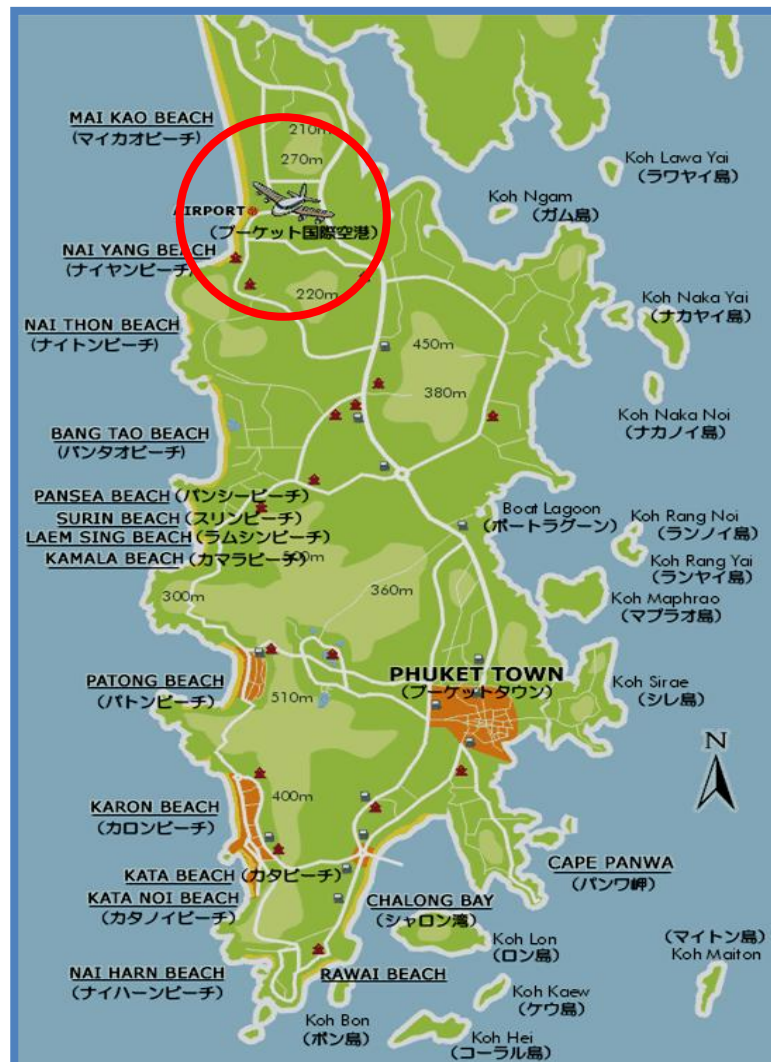 MAI KAO BEACH
(マイカオビーチ)
210m
270m
Koh Lawa Yai
(ラワヤイ島)
Koh Ngam
(ガム島)
AIRPORT
(プーケット国際空港)
NAI YANG BEACH
(ナイヤンビーチ)
220m
Koh Naka Yai
(ナカヤイ島)
NAI THON BEACH
(ナイトンビーチ)
450m
380m
Koh Naka Noi
(ナカノイ島)
BANG TAO BEACH
(バンタオビーチ)
PANSEA BEACH (パンシービーチ)
SURIN BEACH (スリンビーチ)
LAEM SING BEACH (ラムシンビーチ)
KAMALA BEACH (カマラビーチ)
Boat Lagoon
(ボートラグーン)
Koh Rang Noi
(ランノイ島)
Koh Rang Yai
(ランヤイ島)
300m
360m
Koh Maphrao
(マプラオ島)
PATONG BEACH
(パトンビーチ)
510m
PHUKET TOWN
(プーケットタウン)
Koh Sirae
(シレ島)
N
KARON BEACH
(カロンビーチ)
400m
CAPE PANWA
(パンワ岬)
KATA BEACH (カタビーチ)
KATA NOI BEACH
(カタノイビーチ)
CHALONG BAY
(シャロン湾)
Koh Lon
(ロン島)
(マイトン島)
Koh Maiton
NAI HARN BEACH
(ナイハーンビーチ)
RAWAI BEACH
Koh Kaew
(ケウ島)
Koh Bon
(ボン島)
Koh Hei
(コーラル島)